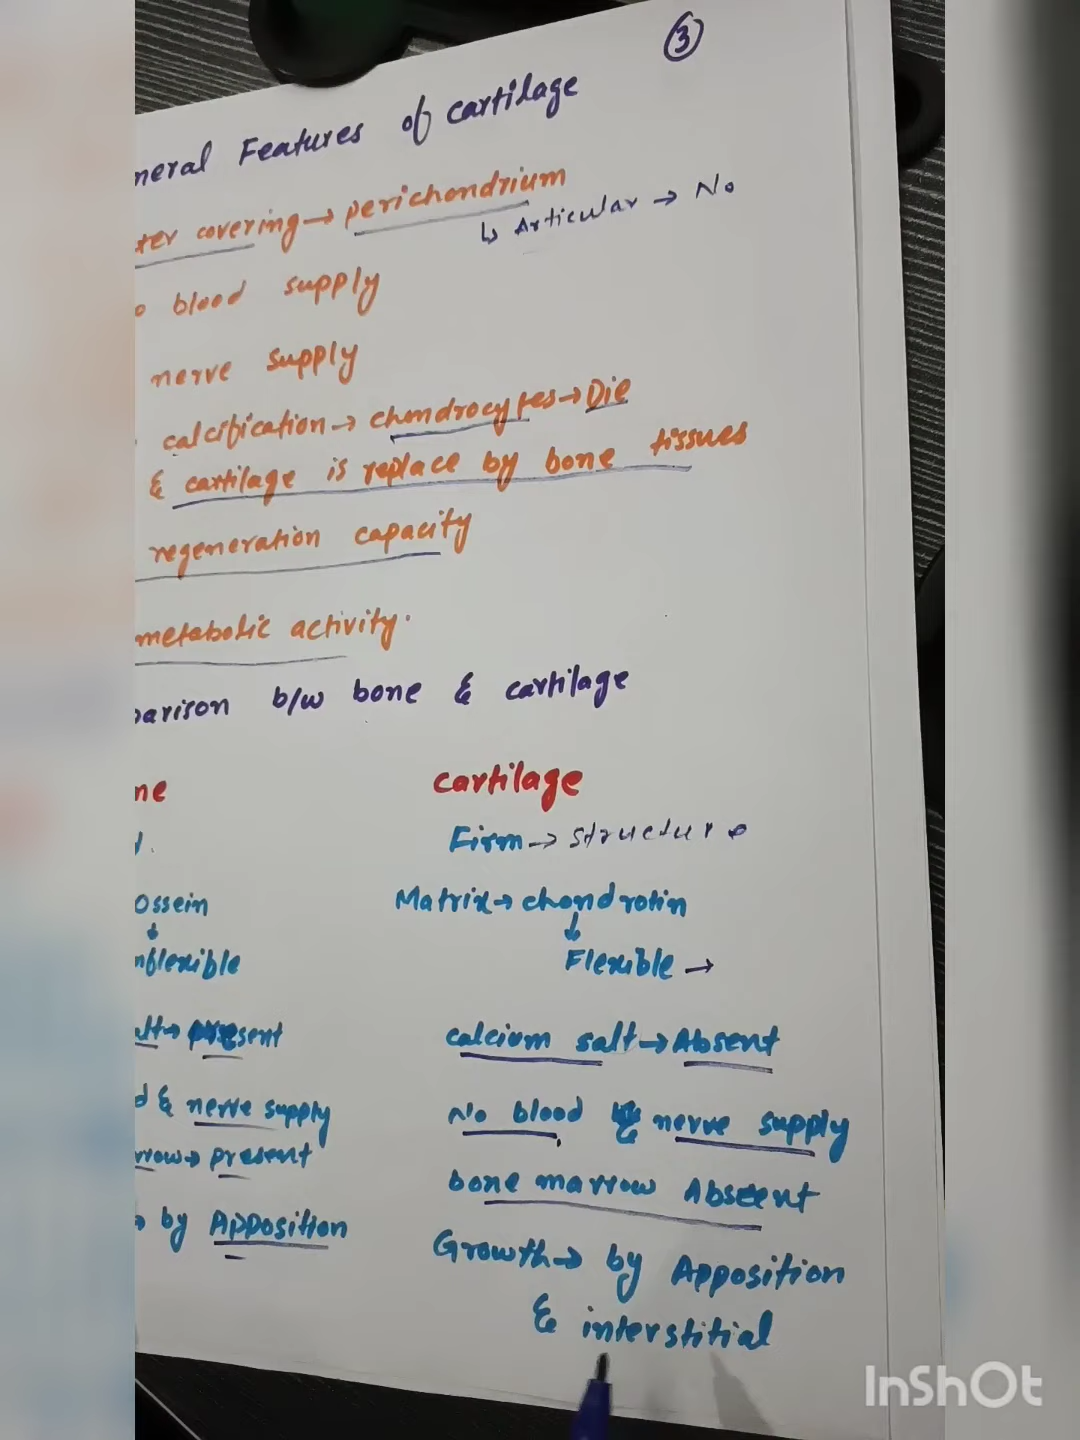 3
neral Features of cartilage
ter covering → perichondrium
↳ Articular → No
o blood supply
nerve supply
calcification → chondrocytes → Die
& cartilage is replace by bone tissues
regeneration capacity
metabolic activity.
parison b/w bone & cartilage
ne cartilage
d. Firm → structure
ossein Matrix → chondrotin
↓ ↓
nflexible Flexible →
alt → present calcium salt → Absent
d & nerve supply No blood & nerve supply
rrow → present bone marrow Absent
→ by Apposition Growth → by Apposition
& interstitial
InShOt